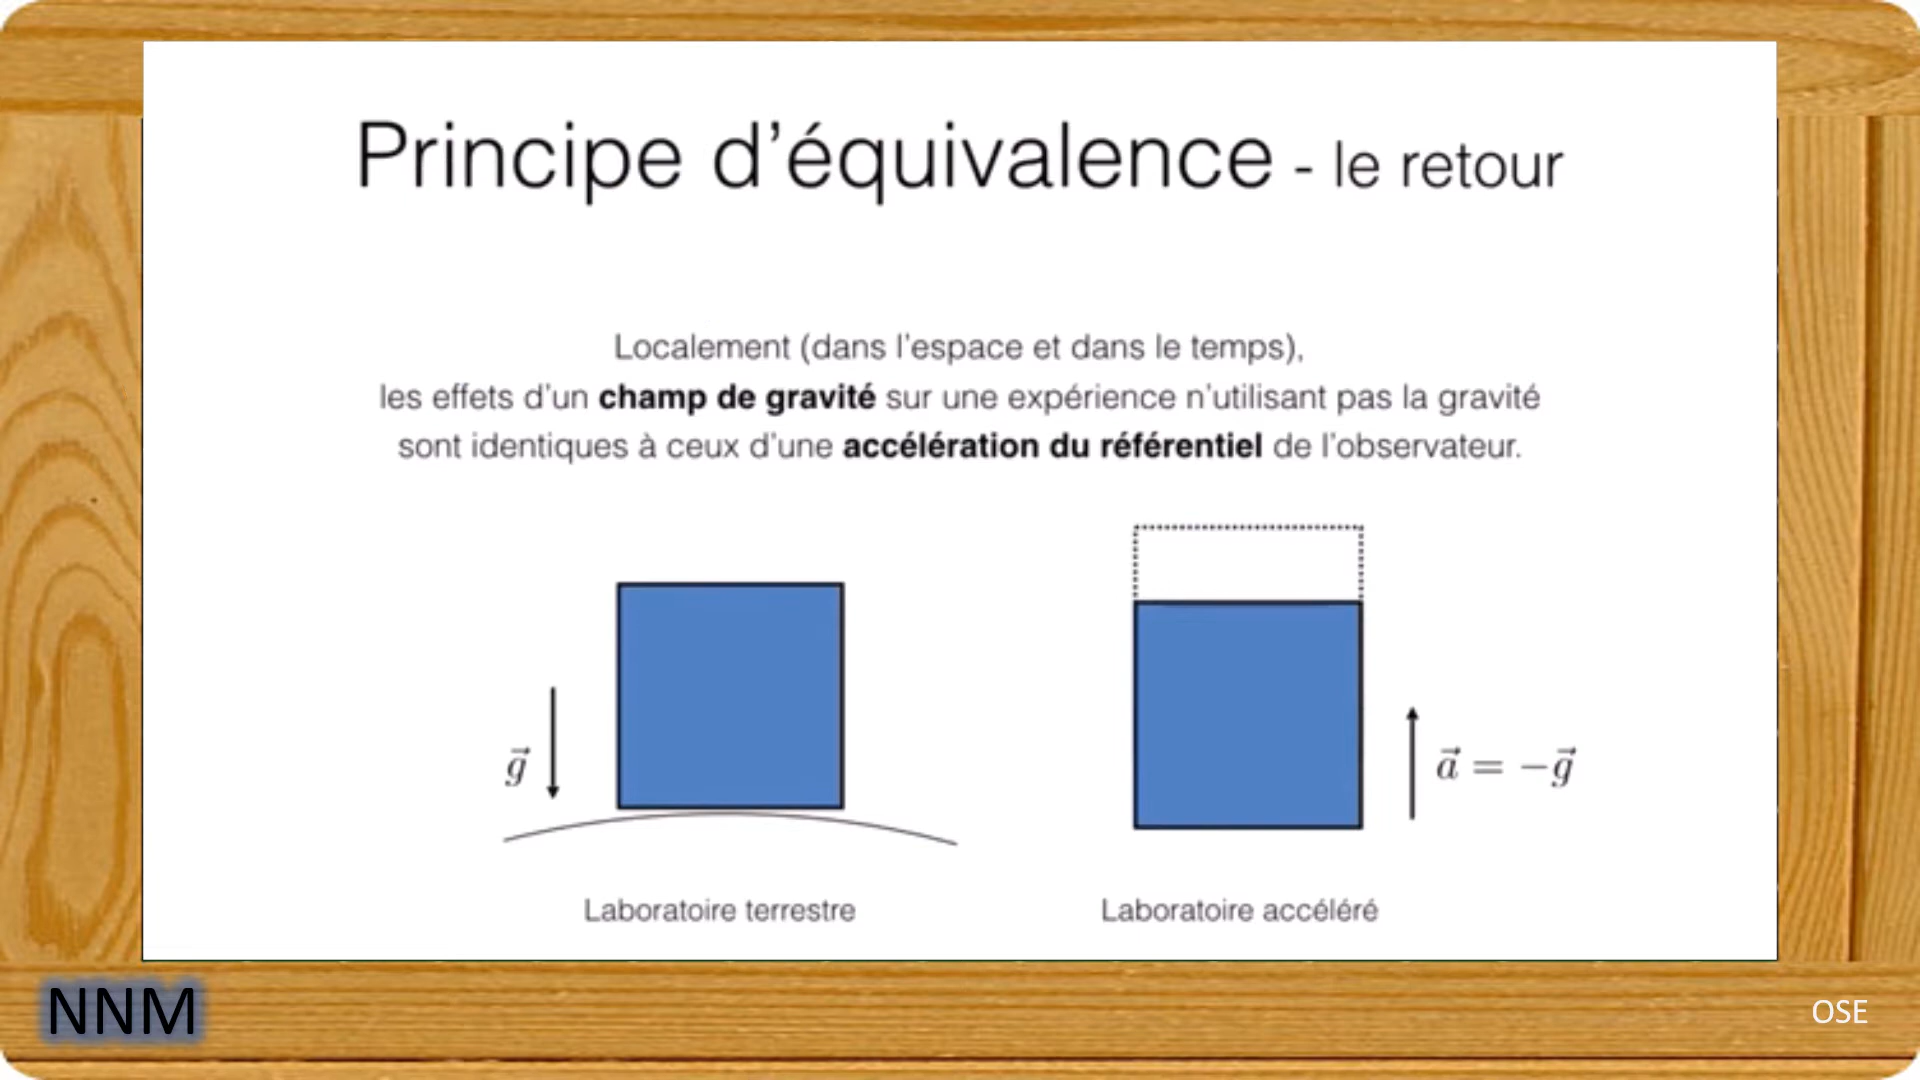 Principe d’équivalence - le retour
Localement (dans l’espace et dans le temps),
les effets d’un champ de gravité sur une expérience n’utilisant pas la gravité
sont identiques à ceux d’une accélération du référentiel de l’observateur.
g⃗
a⃗ = −g⃗
Laboratoire terrestre
Laboratoire accéléré
NNM
OSE